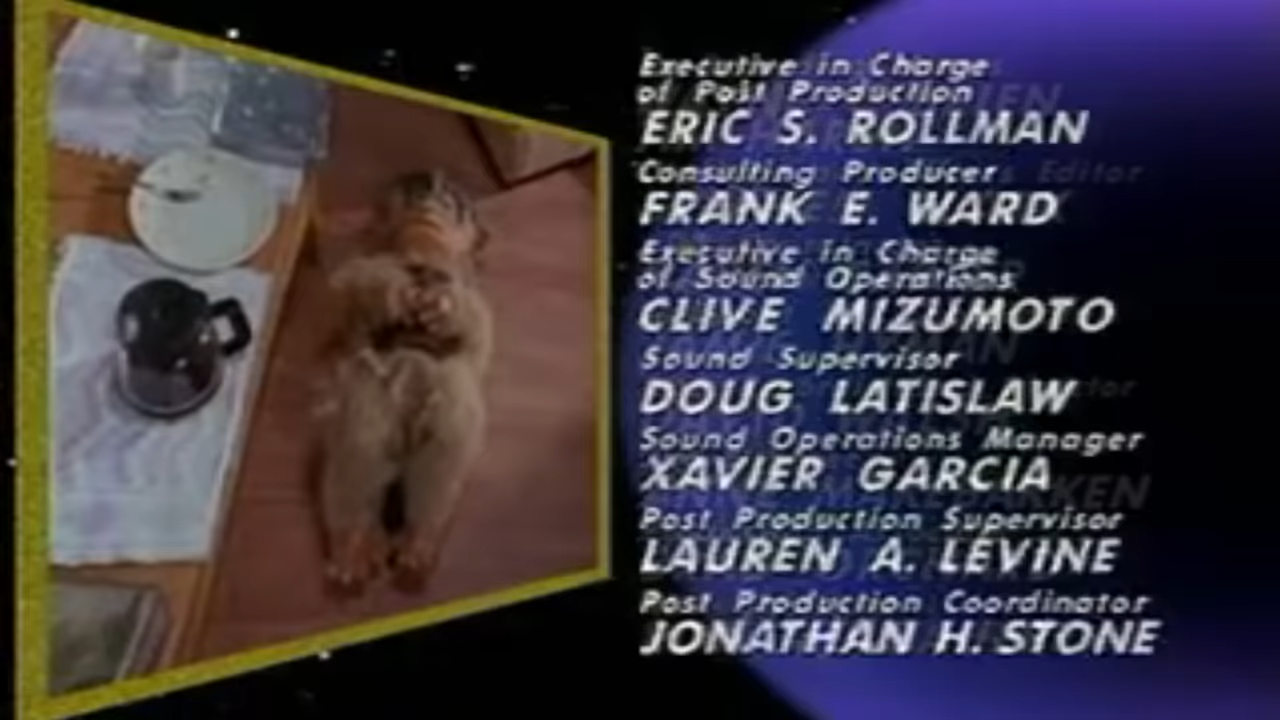 Executive in Charge
of Post Production
ERIC S. ROLLMAN
Consulting Producer
FRANK E. WARD
Executive in Charge
of Sound Operations
CLIVE MIZUMOTO
Sound Supervisor
DOUG LATISLAW
Sound Operations Manager
XAVIER GARCIA
Post Production Supervisor
LAUREN A. LEVINE
Post Production Coordinator
JONATHAN H. STONE